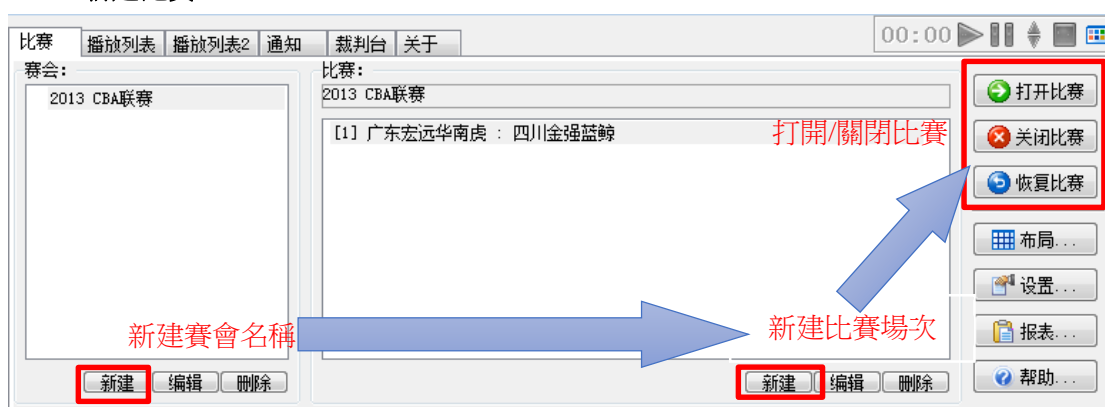 比赛 播放列表 播放列表2 通知 裁判台 关于 00:00
赛会: 比赛:
2013 CBA联赛 2013 CBA联赛 打开比赛
[1] 广东宏远华南虎 : 四川金强蓝鲸 打開/關閉比賽 关闭比赛
恢复比赛
布局...
设置...
新建賽會名稱 新建比賽場次 报表...
新建 编辑 删除 新建 编辑 删除 帮助...